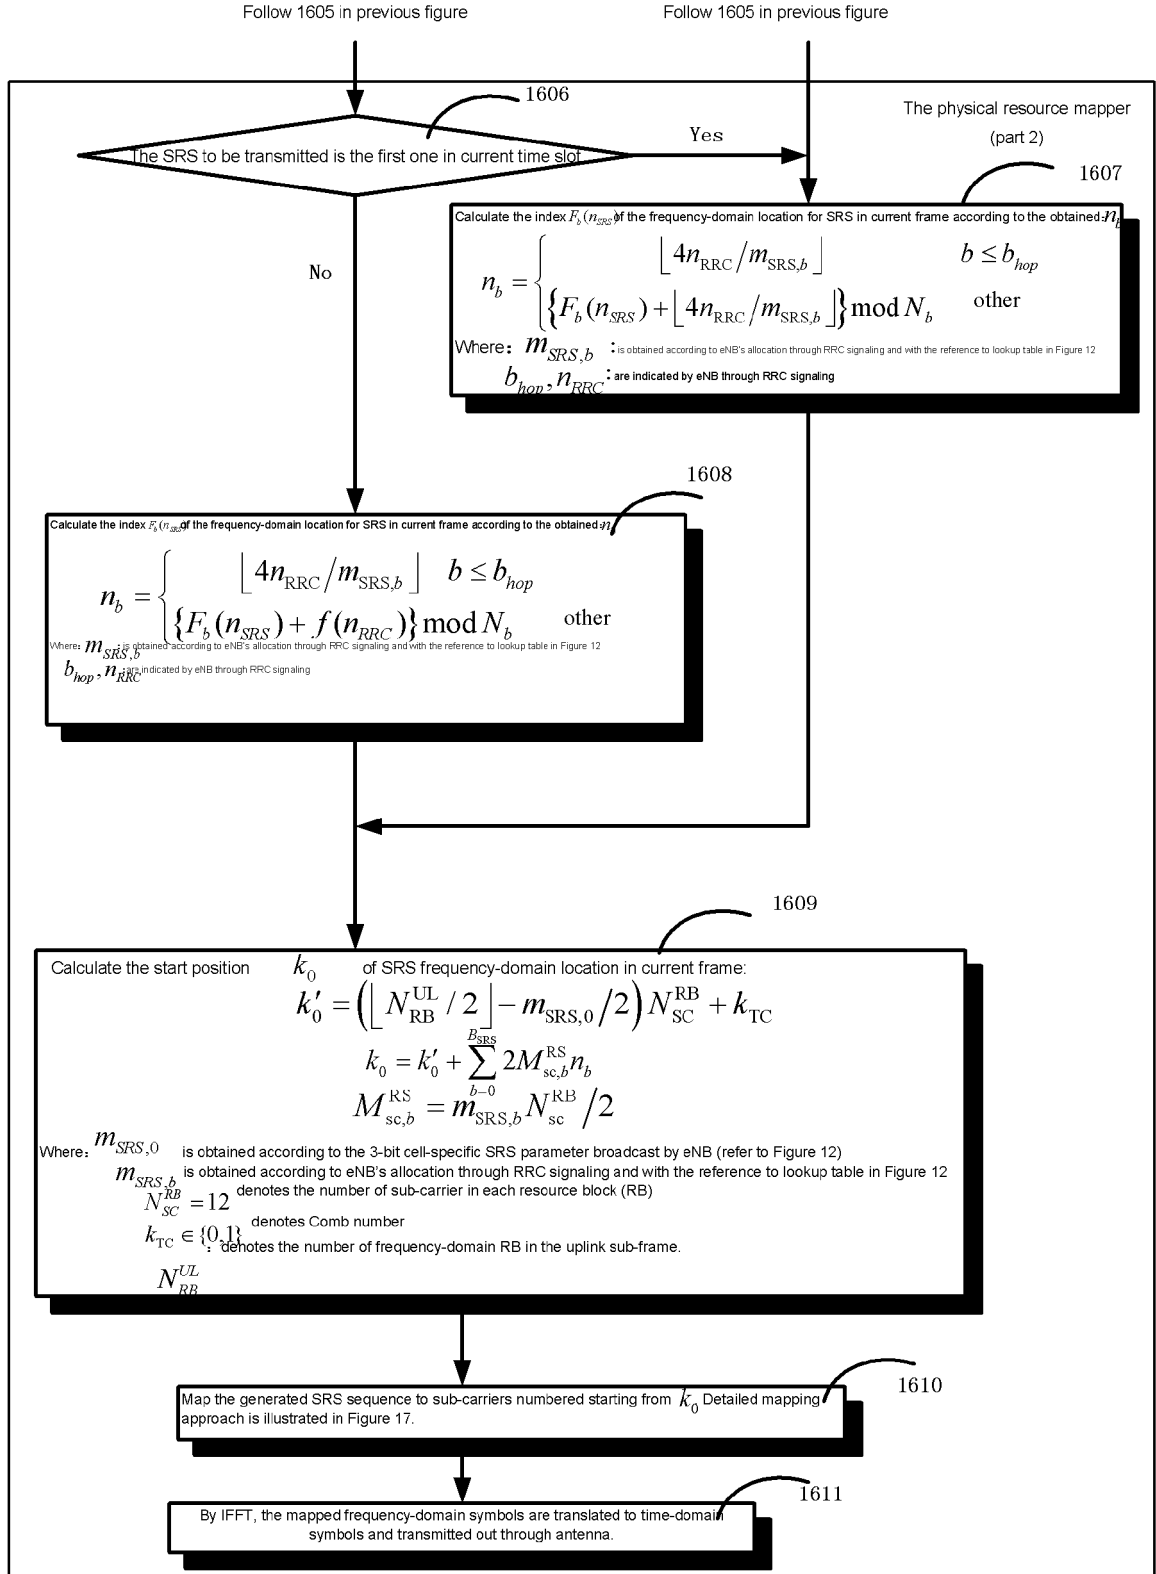 Follow 1605 in previous figure
Follow 1605 in previous figure
1606
The physical resource mapper
(part 2)
The SRS to be transmitted is the first one in current time slot
Yes
No
1607
Calculate the index F_b(n_SRS) of the frequency-domain location for SRS in current frame according to the obtained: n_b
n_b = { ⌊4n_RRC/m_SRS,b⌋ b ≤ b_hop
{F_b(n_SRS) + ⌊4n_RRC/m_SRS,b⌋} mod N_b other
Where: m_SRS,b : is obtained according to eNB's allocation through RRC signaling and with the reference to lookup table in Figure 12
b_hop, n_RRC : are indicated by eNB through RRC signaling
1608
Calculate the index F_b(n_SRS) of the frequency-domain location for SRS in current frame according to the obtained: n
n_b = { ⌊4n_RRC/m_SRS,b⌋ b ≤ b_hop
{F_b(n_SRS) + f(n_RRC)} mod N_b other
Where: m_SRS,b : is obtained according to eNB's allocation through RRC signaling and with the reference to lookup table in Figure 12
b_hop, n_RRC : are indicated by eNB through RRC signaling
1609
Calculate the start position k_0 of SRS frequency-domain location in current frame:
k'_0 = (⌊N_RB^UL / 2⌋ − m_SRS,0/2) N_SC^RB + k_TC
k_0 = k'_0 + ∑_{b−0}^{B_SRS} 2M_sc,b^RS n_b
M_sc,b^RS = m_SRS,b N_sc^RB /2
Where: m_SRS,0 is obtained according to the 3-bit cell-specific SRS parameter broadcast by eNB (refer to Figure 12)
m_SRS,b is obtained according to eNB's allocation through RRC signaling and with the reference to lookup table in Figure 12
N_SC^RB = 12 denotes the number of sub-carrier in each resource block (RB)
k_TC ∈ {0,1} denotes Comb number
: denotes the number of frequency-domain RB in the uplink sub-frame.
N_RB^UL
1610
Map the generated SRS sequence to sub-carriers numbered starting from k_0 Detailed mapping
approach is illustrated in Figure 17.
1611
By IFFT, the mapped frequency-domain symbols are translated to time-domain
symbols and transmitted out through antenna.